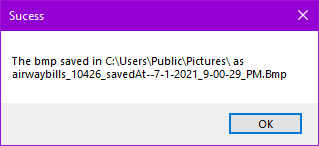 Sucess
The bmp saved in C:\Users\Public\Pictures\ as
airwaybills_10426_savedAt--7-1-2021_9-00-29_PM.Bmp
OK